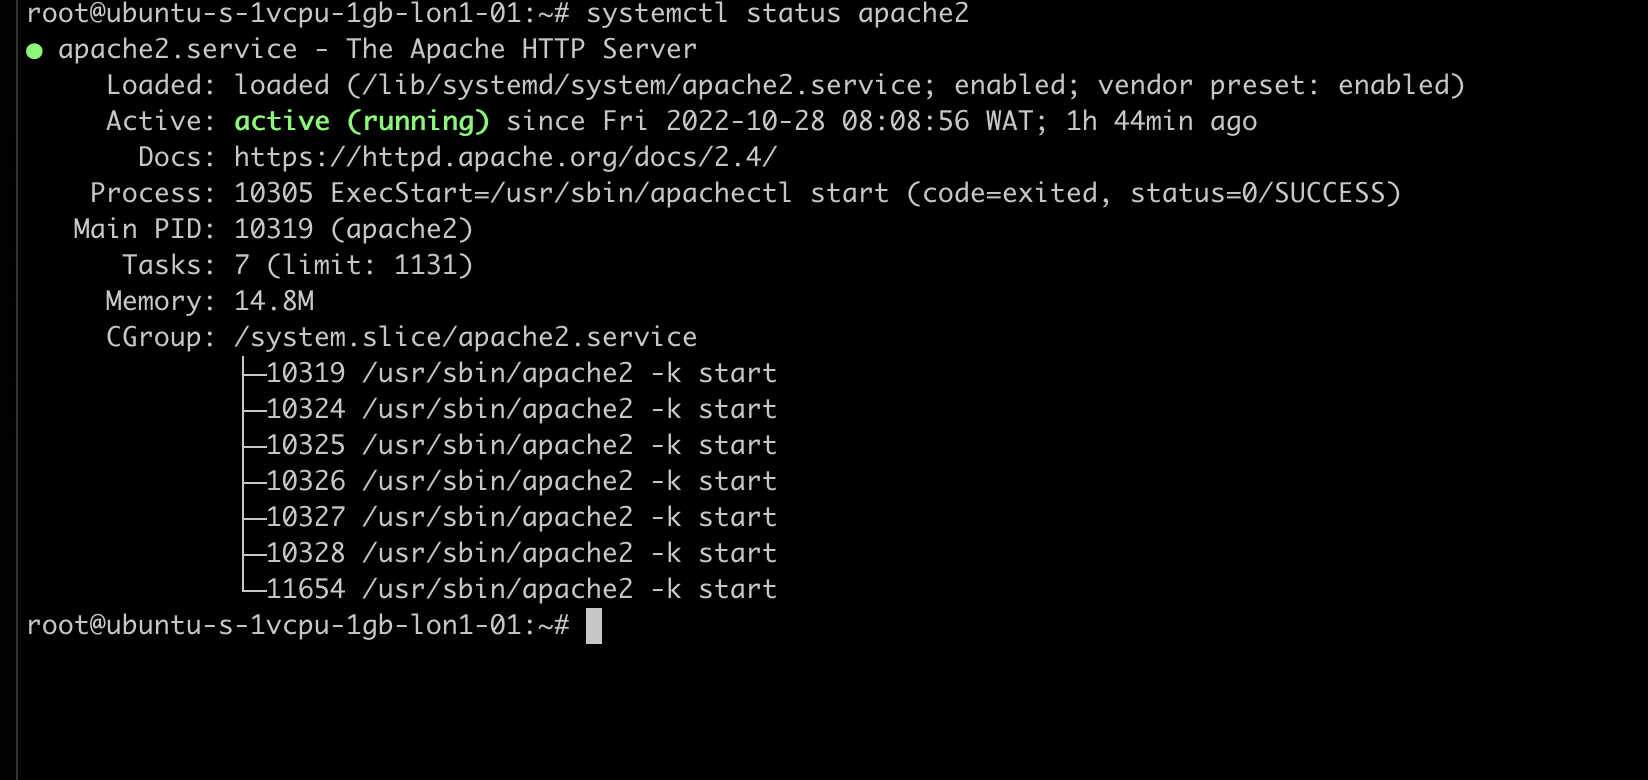 root@ubuntu-s-1vcpu-1gb-lon1-01:~# systemctl status apache2
● apache2.service - The Apache HTTP Server
     Loaded: loaded (/lib/systemd/system/apache2.service; enabled; vendor preset: enabled)
     Active: active (running) since Fri 2022-10-28 08:08:56 WAT; 1h 44min ago
       Docs: https://httpd.apache.org/docs/2.4/
    Process: 10305 ExecStart=/usr/sbin/apachectl start (code=exited, status=0/SUCCESS)
   Main PID: 10319 (apache2)
      Tasks: 7 (limit: 1131)
     Memory: 14.8M
     CGroup: /system.slice/apache2.service
             ├─10319 /usr/sbin/apache2 -k start
             ├─10324 /usr/sbin/apache2 -k start
             ├─10325 /usr/sbin/apache2 -k start
             ├─10326 /usr/sbin/apache2 -k start
             ├─10327 /usr/sbin/apache2 -k start
             ├─10328 /usr/sbin/apache2 -k start
             └─11654 /usr/sbin/apache2 -k start
root@ubuntu-s-1vcpu-1gb-lon1-01:~#